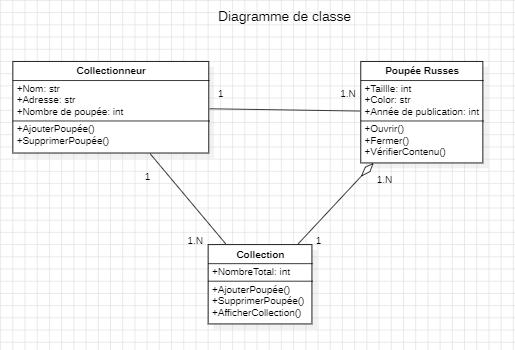 Diagramme de classe
Collectionneur
+Nom: str
+Adresse: str
+Nombre de poupée: int
+AjouterPoupée()
+SupprimerPoupée()
1
1.N
Poupée Russes
+Taillle: int
+Color: str
+Année de publication: int
+Ouvrir()
+Fermer()
+VérifierContenu()
1
1.N
1.N
1
Collection
+NombreTotal: int
+AjouterPoupée()
+SupprimerPoupée()
+AfficherCollection()